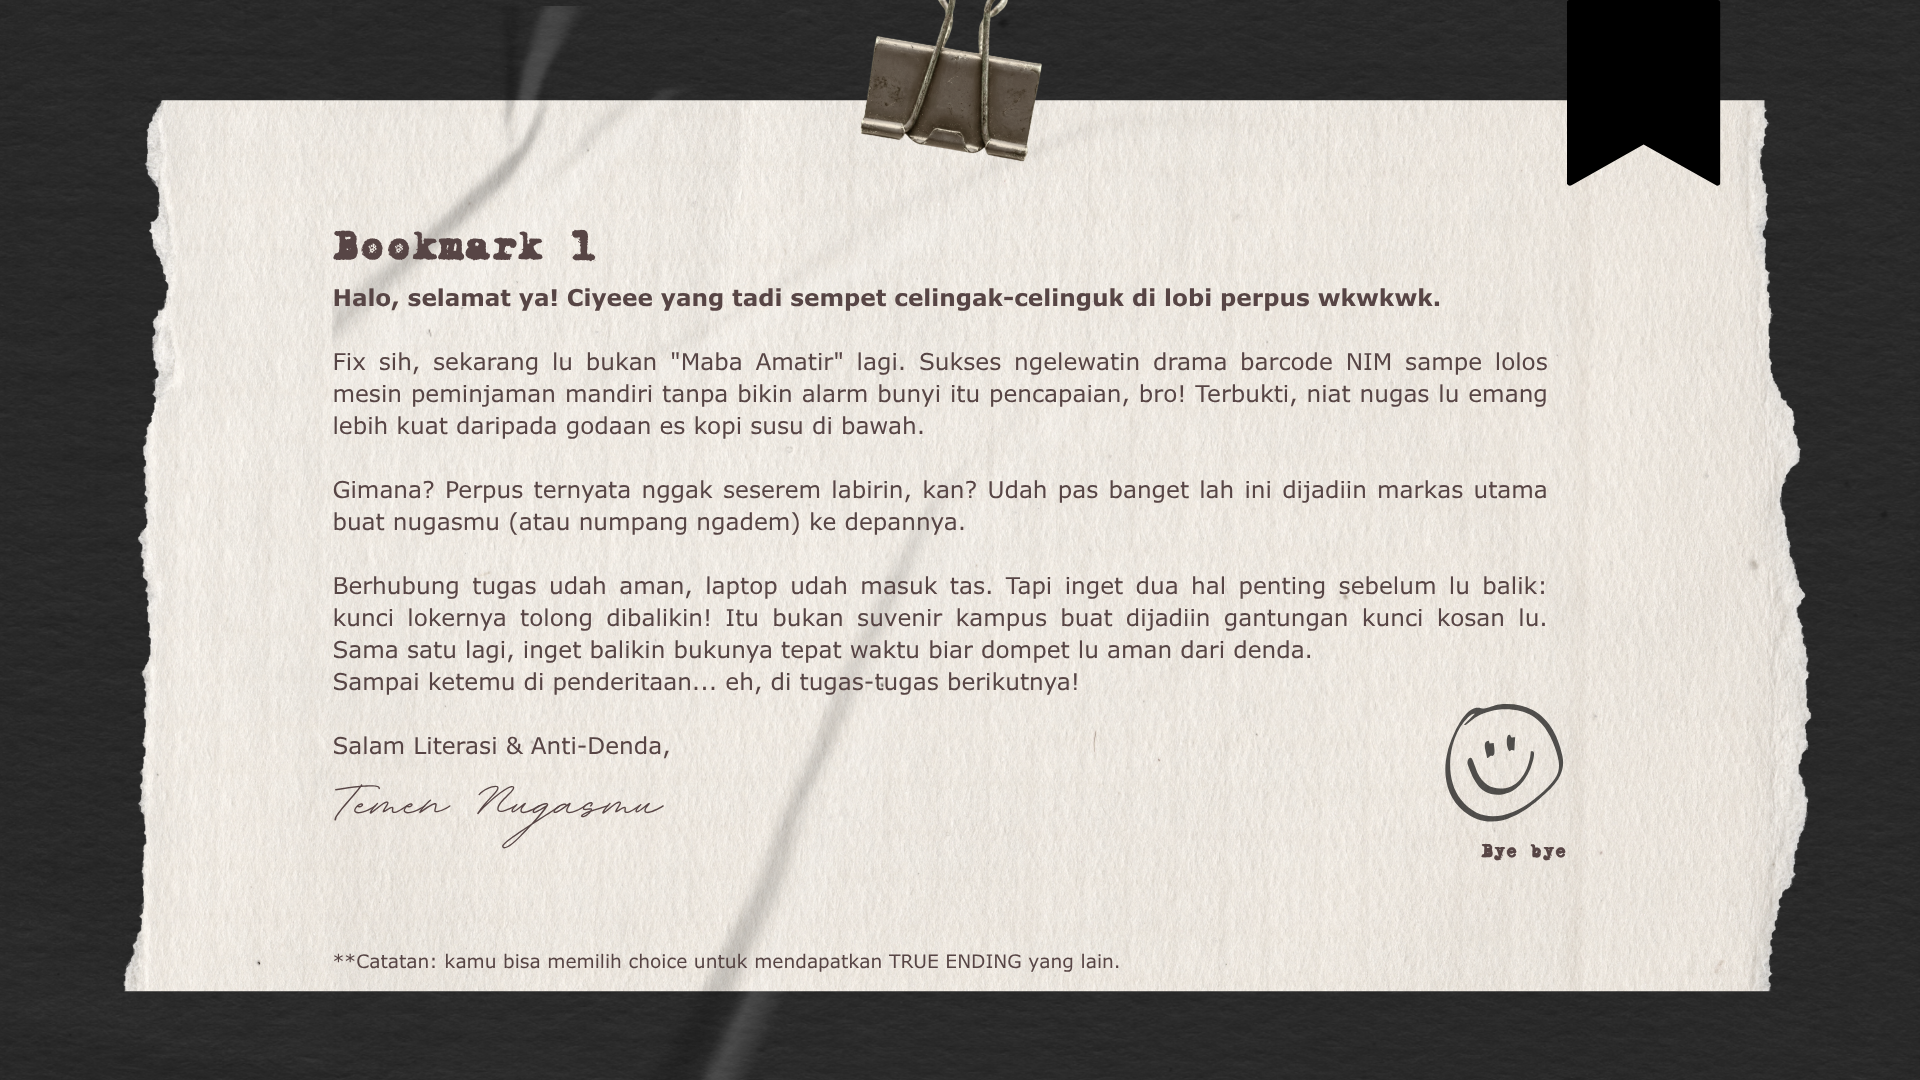 Bookmark 1
Halo, selamat ya! Ciyeee yang tadi sempet celingak-celinguk di lobi perpus wkwkwk.
Fix sih, sekarang lu bukan "Maba Amatir" lagi. Sukses ngelewatin drama barcode NIM sampe lolos
mesin peminjaman mandiri tanpa bikin alarm bunyi itu pencapaian, bro! Terbukti, niat nugas lu emang
lebih kuat daripada godaan es kopi susu di bawah.
Gimana? Perpus ternyata nggak seserem labirin, kan? Udah pas banget lah ini dijadiin markas utama
buat nugasmu (atau numpang ngadem) ke depannya.
Berhubung tugas udah aman, laptop udah masuk tas. Tapi inget dua hal penting sebelum lu balik:
kunci lokernya tolong dibalikin! Itu bukan suvenir kampus buat dijadiin gantungan kunci kosan lu.
Sama satu lagi, inget balikin bukunya tepat waktu biar dompet lu aman dari denda.
Sampai ketemu di penderitaan... eh, di tugas-tugas berikutnya!
Salam Literasi & Anti-Denda,
Temen Nugasmu
Bye bye
**Catatan: kamu bisa memilih choice untuk mendapatkan TRUE ENDING yang lain.